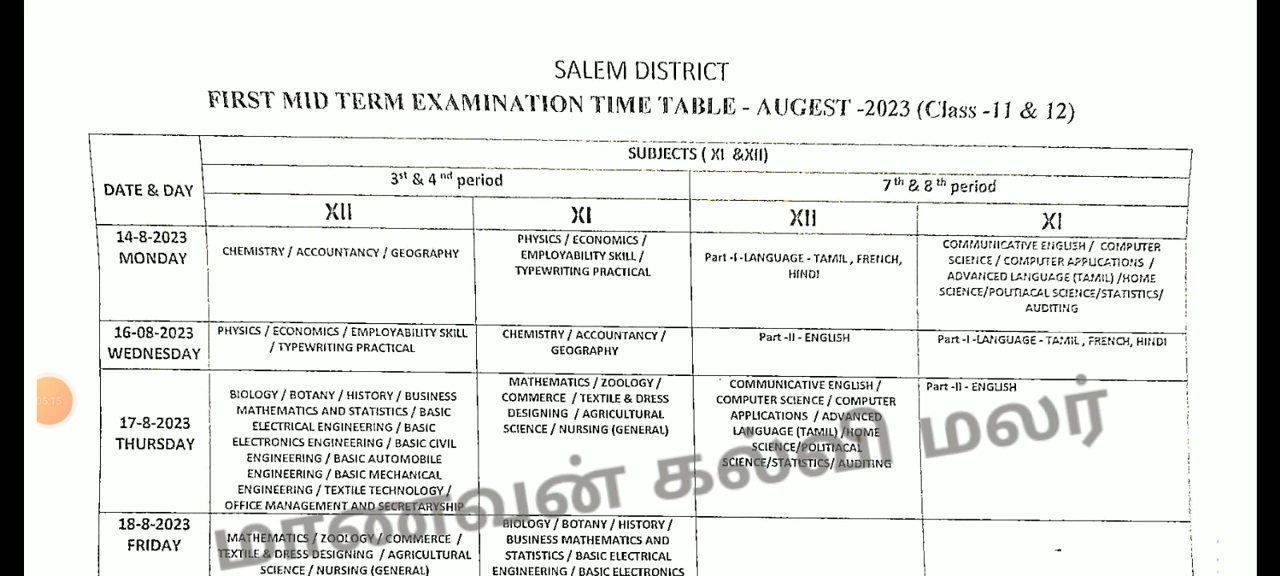 SALEM DISTRICT
FIRST MID TERM EXAMINATION TIME TABLE - AUGEST -2023 (Class -11 & 12)
DATE & DAY
SUBJECTS ( XI &XII)
3st & 4 nd period
7th & 8th period
XII
XI
XII
XI
14-8-2023
MONDAY
CHEMISTRY / ACCOUNTANCY / GEOGRAPHY
PHYSICS / ECONOMICS /
EMPLOYABILITY SKILL /
TYPEWRITING PRACTICAL
Part -I -LANGUAGE - TAMIL , FRENCH,
HINDI
COMMUNICATIVE ENGLISH / COMPUTER
SCIENCE / COMPUTER APPLICATIONS /
ADVANCED LANGUAGE (TAMIL) /HOME
SCIENCE/POLITIACAL SCIENCE/STATISTICS/
AUDITING
16-08-2023
WEDNESDAY
PHYSICS / ECONOMICS / EMPLOYABILITY SKILL
/ TYPEWRITING PRACTICAL
CHEMISTRY / ACCOUNTANCY /
GEOGRAPHY
Part -II - ENGLISH
Part -I -LANGUAGE - TAMIL , FRENCH, HINDI
17-8-2023
THURSDAY
BIOLOGY / BOTANY / HISTORY / BUSINESS
MATHEMATICS AND STATISTICS / BASIC
ELECTRICAL ENGINEERING / BASIC
ELECTRONICS ENGINEERING / BASIC CIVIL
ENGINEERING / BASIC AUTOMOBILE
ENGINEERING / BASIC MECHANICAL
ENGINEERING / TEXTILE TECHNOLOGY /
OFFICE MANAGEMENT AND SECRETARYSHIP
MATHEMATICS / ZOOLOGY /
COMMERCE / TEXTILE & DRESS
DESIGNING / AGRICULTURAL
SCIENCE / NURSING (GENERAL)
COMMUNICATIVE ENGLISH /
COMPUTER SCIENCE / COMPUTER
APPLICATIONS / ADVANCED
LANGUAGE (TAMIL) /HOME
SCIENCE/POLITIACAL
SCIENCE/STATISTICS/ AUDITING
Part -II - ENGLISH
18-8-2023
FRIDAY
MATHEMATICS / ZOOLOGY / COMMERCE /
TEXTILE & DRESS DESIGNING / AGRICULTURAL
SCIENCE / NURSING (GENERAL)
BIOLOGY / BOTANY / HISTORY /
BUSINESS MATHEMATICS AND
STATISTICS / BASIC ELECTRICAL
ENGINEERING / BASIC ELECTRONICS
-
மாணவன் கல்வி மலர்
05:15